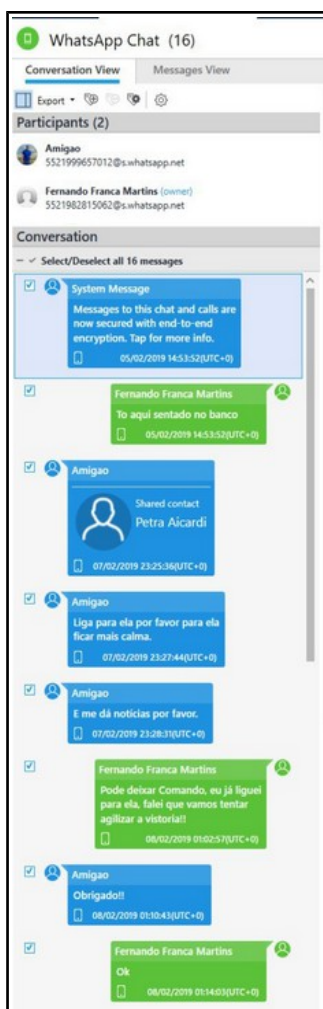 WhatsApp Chat (16)
Conversation View Messages View
Export
Participants (2)
Amigao
5521999657012@s.whatsapp.net
Fernando Franca Martins (owner)
5521982815062@s.whatsapp.net
Conversation
Select/Deselect all 16 messages
System Message
Messages to this chat and calls are
now secured with end-to-end
encryption. Tap for more info.
05/02/2019 14:53:52(UTC+0)
Fernando Franca Martins
To aqui sentado no banco
05/02/2019 14:53:52(UTC+0)
Amigao
Shared contact
Petra Aicardi
07/02/2019 23:25:36(UTC+0)
Amigao
Liga para ela por favor para ela
ficar mais calma.
07/02/2019 23:27:44(UTC+0)
Amigao
E me dá notícias por favor.
07/02/2019 23:28:31(UTC+0)
Fernando Franca Martins
Pode deixar Comando, eu já liguei
para ela, falei que vamos tentar
agilizar a vistoria!!
08/02/2019 01:02:57(UTC+0)
Amigao
Obrigado!!
08/02/2019 01:10:43(UTC+0)
Fernando Franca Martins
Ok
08/02/2019 01:14:03(UTC+0)